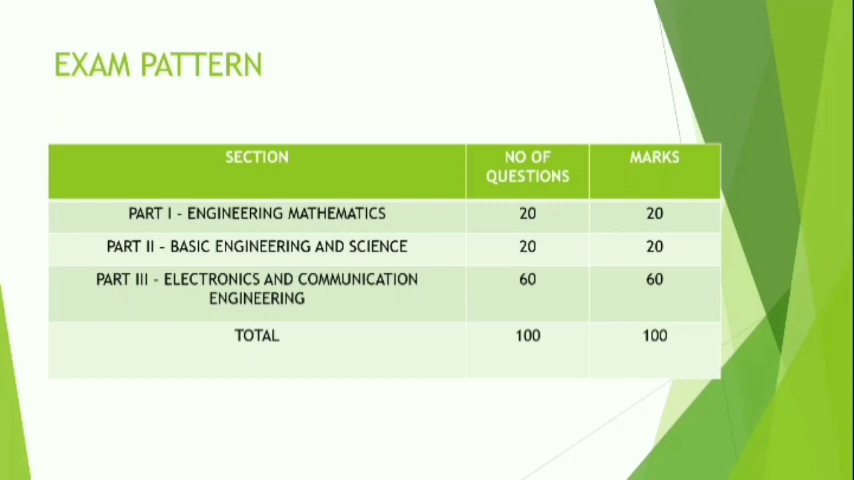 EXAM PATTERN
SECTION NO OF QUESTIONS MARKS
PART I - ENGINEERING MATHEMATICS 20 20
PART II – BASIC ENGINEERING AND SCIENCE 20 20
PART III - ELECTRONICS AND COMMUNICATION ENGINEERING 60 60
TOTAL 100 100